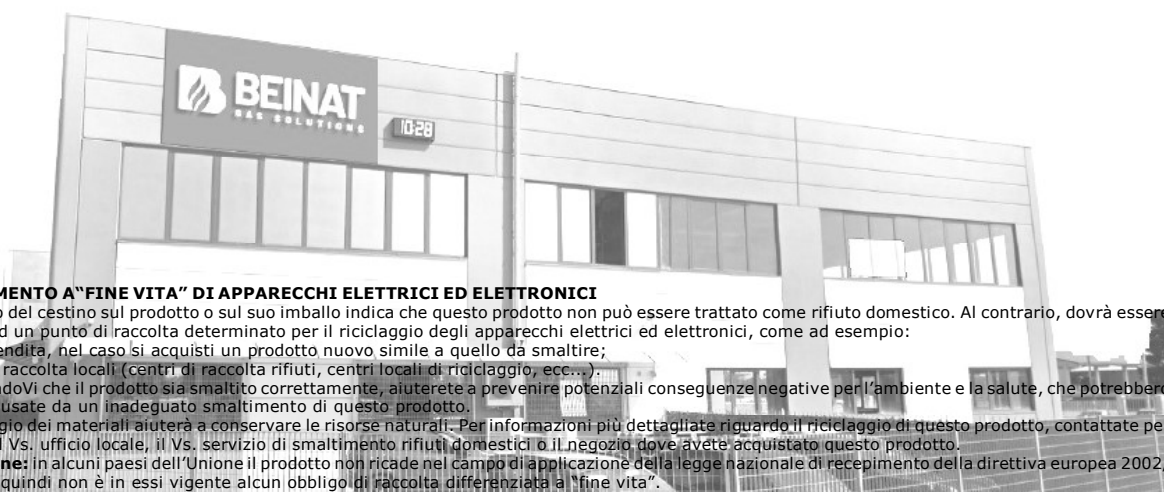 BEINAT
GAS SOLUTIONS
10:28
MENTO A“FINE VITA” DI APPARECCHI ELETTRICI ED ELETTRONICI
del cestino sul prodotto o sul suo imballo indica che questo prodotto non può essere trattato come rifiuto domestico. Al contrario, dovrà essere
d un punto di raccolta determinato per il riciclaggio degli apparecchi elettrici ed elettronici, come ad esempio:
endita, nel caso si acquisti un prodotto nuovo simile a quello da smaltire;
raccolta locali (centri di raccolta rifiuti, centri locali di riciclaggio, ecc...).
ndoVi che il prodotto sia smaltito correttamente, aiuterete a prevenire potenziali conseguenze negative per l’ambiente e la salute, che potrebbero
usate da un inadeguato smaltimento di questo prodotto.
gio dei materiali aiuterà a conservare le risorse naturali. Per informazioni più dettagliate riguardo il riciclaggio di questo prodotto, contattate pe
Vs. ufficio locale, il Vs. servizio di smaltimento rifiuti domestici o il negozio dove avete acquistato questo prodotto.
ne: in alcuni paesi dell’Unione il prodotto non ricade nel campo di applicazione della legge nazionale di recepimento della direttiva europea 2002
quindi non è in essi vigente alcun obbligo di raccolta differenziata a “fine vita”.